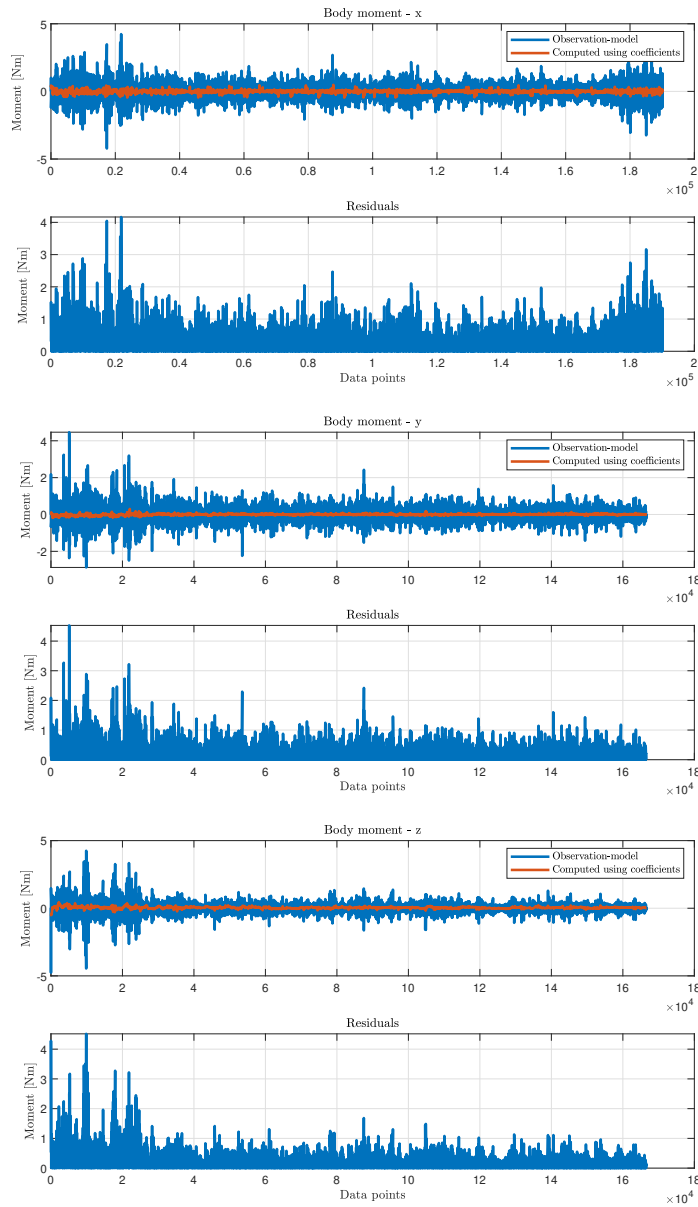 Body moment - x
Moment [Nm]
5
0
-5
Observation-model
Computed using coefficients
0 0.2 0.4 0.6 0.8 1 1.2 1.4 1.6 1.8 2
×10^5
Residuals
Moment [Nm]
4
3
2
1
0
0 0.2 0.4 0.6 0.8 1 1.2 1.4 1.6 1.8 2
Data points
×10^5
Body moment - y
Moment [Nm]
4
2
0
-2
Observation-model
Computed using coefficients
0 2 4 6 8 10 12 14 16 18
×10^4
Residuals
Moment [Nm]
4
3
2
1
0
0 2 4 6 8 10 12 14 16 18
Data points
×10^4
Body moment - z
Moment [Nm]
5
0
-5
Observation-model
Computed using coefficients
0 2 4 6 8 10 12 14 16 18
×10^4
Residuals
Moment [Nm]
4
3
2
1
0
0 2 4 6 8 10 12 14 16 18
Data points
×10^4